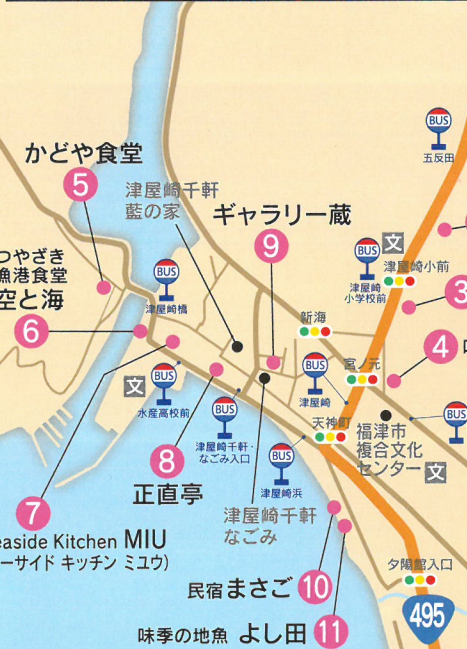 BUS
五反田
かどや食堂
5
津屋崎千軒
藍の家
ギャラリー蔵
9
BUS
津屋崎
小学校前
文
津屋崎小前
つやざき
漁港食堂
空と海
6
BUS
津屋崎橋
3
新海
4
宮ノ元
BUS
津屋崎
文
BUS
水産高校前
BUS
津屋崎千軒・
なごみ入口
天神町
福津市
複合文化
センター
文
BUS
8
正直亭
BUS
津屋崎浜
7
easide Kitchen MIU
ーサイド キッチン ミユウ)
津屋崎千軒
なごみ
夕陽館入口
民宿 まさご 10
495
味季の地魚 よし田 11